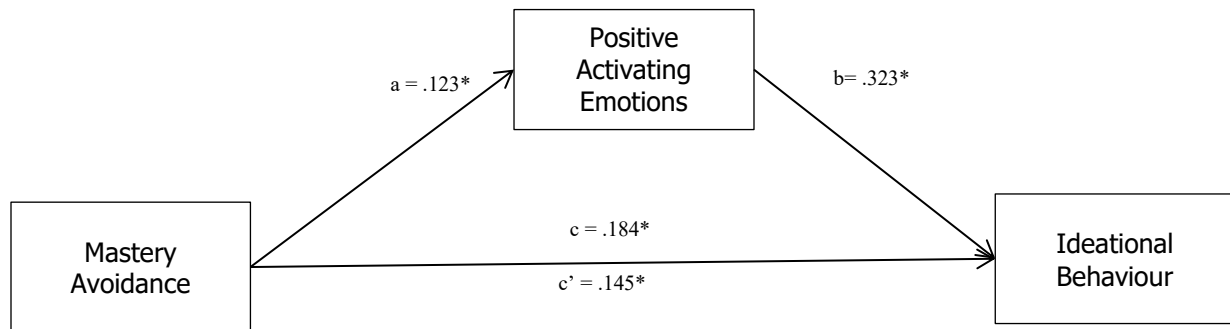 Positive
Activating
Emotions
a = .123*
b= .323*
Mastery
Avoidance
c = .184*
c’ = .145*
Ideational
Behaviour